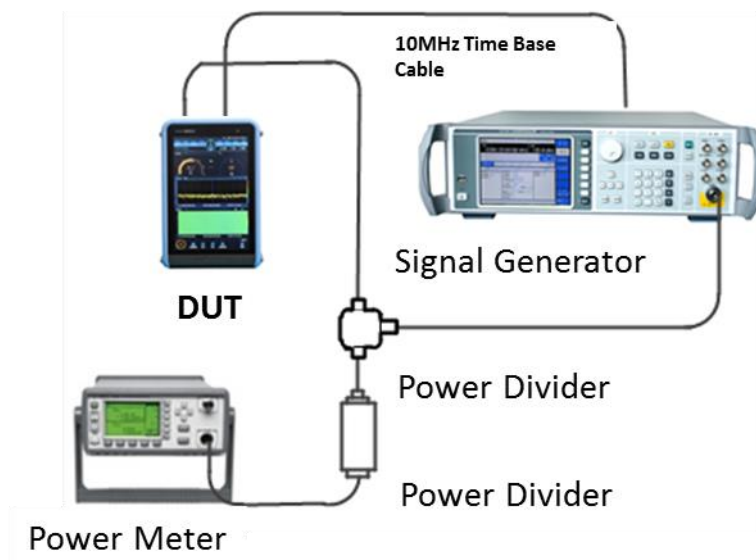 10MHz Time Base
Cable
Signal Generator
DUT
Power Divider
Power Divider
Power Meter